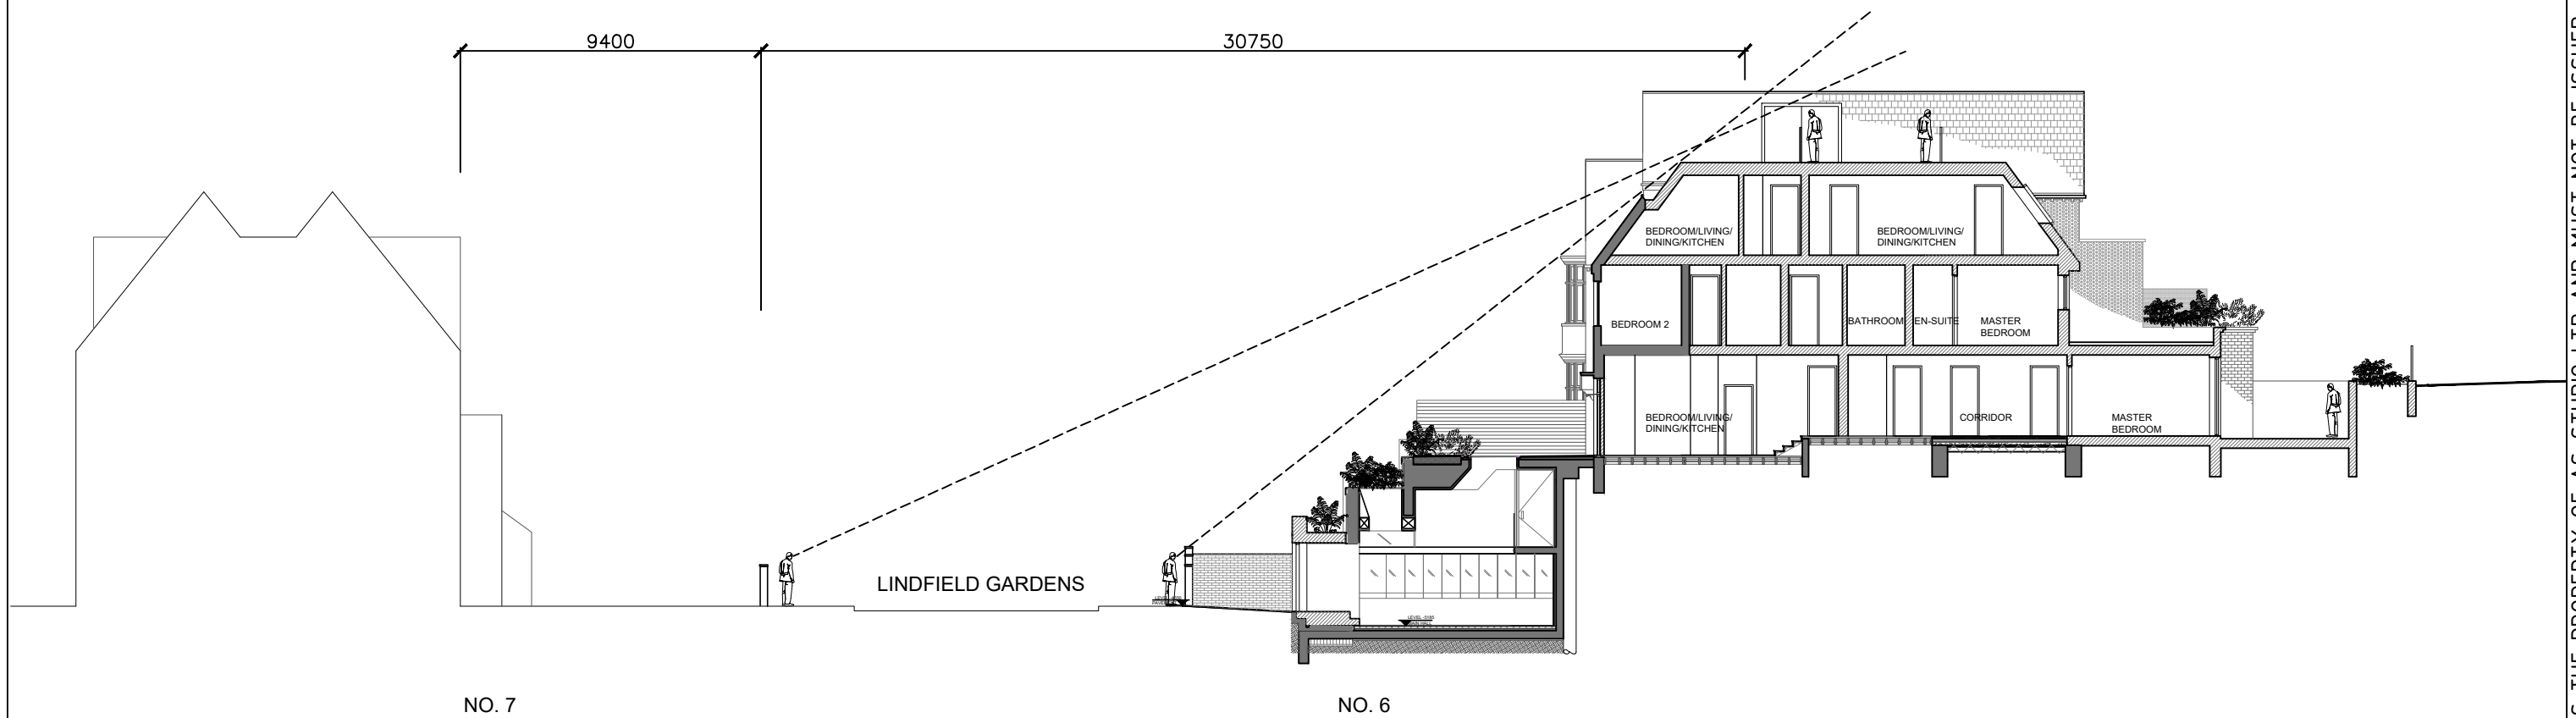 9400
30750
BEDROOM/LIVING/
DINING/KITCHEN
BEDROOM/LIVING/
DINING/KITCHEN
BEDROOM 2
BATHROOM
EN-SUITE
MASTER
BEDROOM
BEDROOM/LIVING/
DINING/KITCHEN
CORRIDOR
MASTER
BEDROOM
LINDFIELD GARDENS
NO. 7
NO. 6